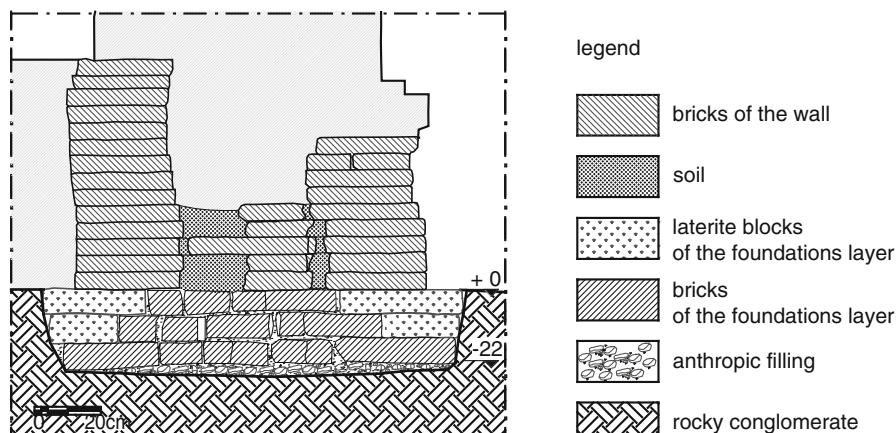 legend
bricks of the wall
soil
laterite blocks
of the foundations layer
bricks
of the foundations layer
anthropic filling
rocky conglomerate
+ 0
-22
0 20cm